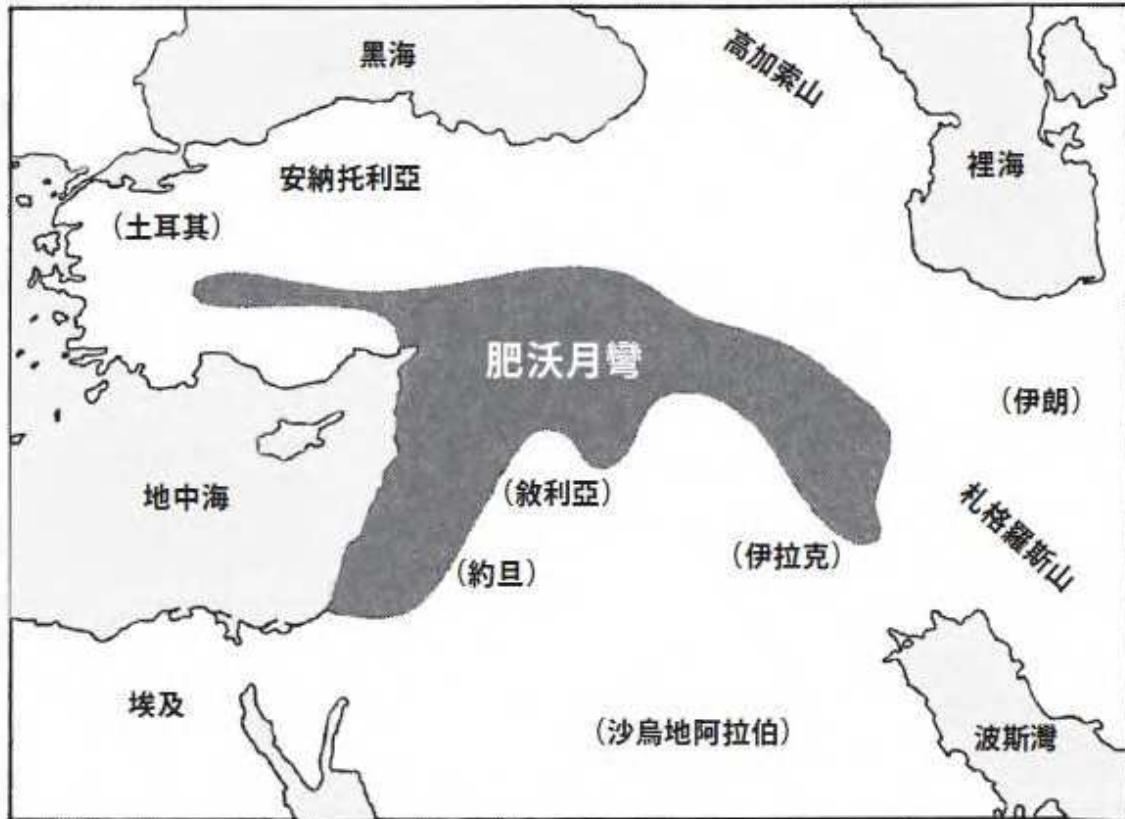 黑海
高加索山
裡海
安納托利亞
（土耳其）
肥沃月彎
（伊朗）
地中海
（敘利亞）
札格羅斯山
（約旦）
（伊拉克）
埃及
（沙烏地阿拉伯）
波斯灣